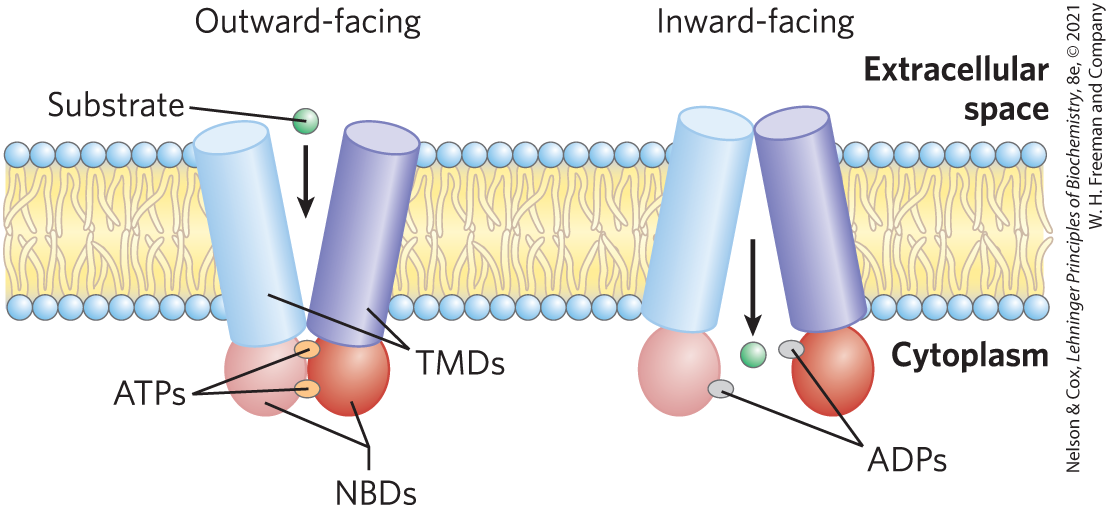 Outward-facing
Inward-facing
Extracellular
space
Substrate
TMDs
ATPs
NBDs
Cytoplasm
ADPs
Nelson & Cox, Lehninger Principles of Biochemistry, 8e, © 2021
W. H. Freeman and Company